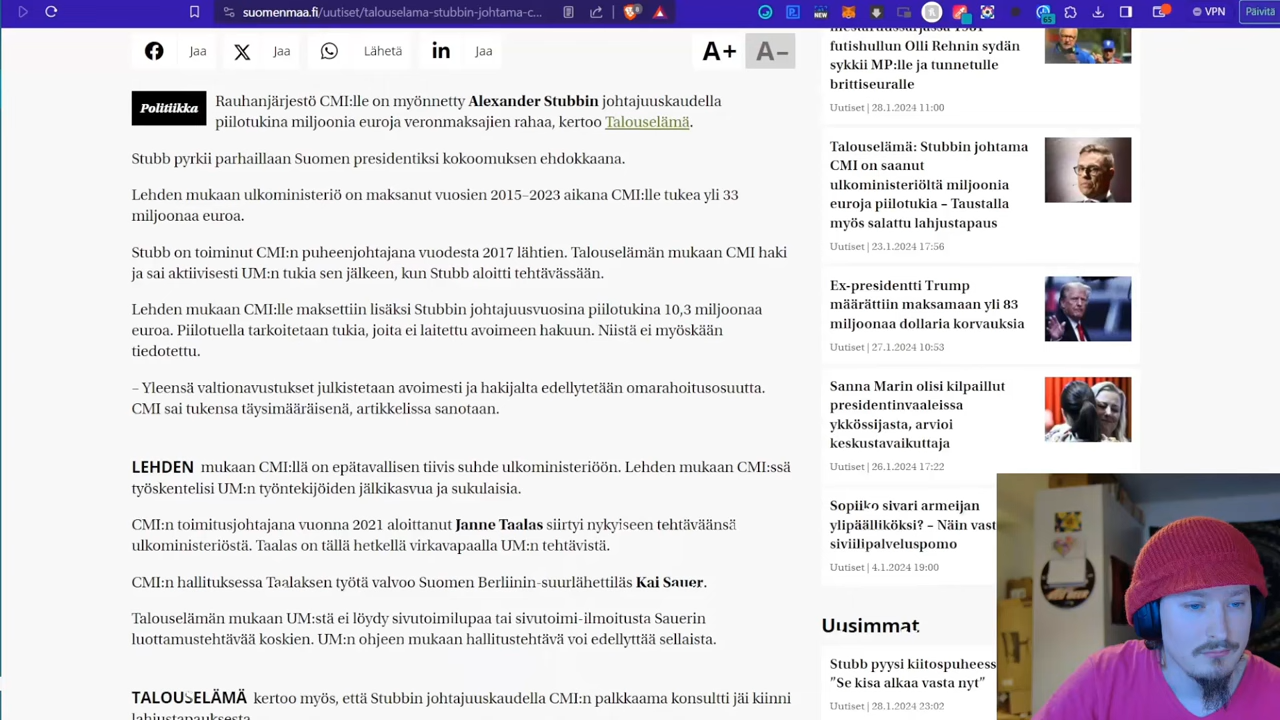 suomenmaa.fi/uutiset/talouselama-stubbin-johtama-c...
VPN
Päivitä
Jaa
Jaa
Lähetä
Jaa
A+
A–
Politiikka
Rauhanjärjestö CMI:lle on myönnetty Alexander Stubbin johtajuuskaudella
piilotukina miljoonia euroja veronmaksajien rahaa, kertoo Talouselämä.
Stubb pyrkii parhaillaan Suomen presidentiksi kokoomuksen ehdokkaana.
Lehden mukaan ulkoministeriö on maksanut vuosien 2015–2023 aikana CMI:lle tukea yli 33
miljoonaa euroa.
Stubb on toiminut CMI:n puheenjohtajana vuodesta 2017 lähtien. Talouselämän mukaan CMI haki
ja sai aktiivisesti UM:n tukia sen jälkeen, kun Stubb aloitti tehtävässään.
Lehden mukaan CMI:lle maksettiin lisäksi Stubbin johtajuusvuosina piilotukina 10,3 miljoonaa
euroa. Piilotuella tarkoitetaan tukia, joita ei laitettu avoimeen hakuun. Niistä ei myöskään
tiedotettu.
– Yleensä valtionavustukset julkistetaan avoimesti ja hakijalta edellytetään omarahoitusosuutta.
CMI sai tukensa täysimääräisenä, artikkelissa sanotaan.
LEHDEN mukaan CMI:llä on epätavallisen tiivis suhde ulkoministeriöön. Lehden mukaan CMI:ssä
työskentelisi UM:n työntekijöiden jälkikasvua ja sukulaisia.
CMI:n toimitusjohtajana vuonna 2021 aloittanut Janne Taalas siirtyi nykyiseen tehtäväänsä
ulkoministeriöstä. Taalas on tällä hetkellä virkavapaalla UM:n tehtävistä.
CMI:n hallituksessa Taalaksen työtä valvoo Suomen Berliinin-suurlähettiläs Kai Sauer.
Talouselämän mukaan UM:stä ei löydy sivutoimilupaa tai sivutoimi-ilmoitusta Sauerin
luottamustehtävää koskien. UM:n ohjeen mukaan hallitustehtävä voi edellyttää sellaista.
TALOUSELÄMÄ kertoo myös, että Stubbin johtajuuskaudella CMI:n palkkaama konsultti jäi kiinni
lahjustapauksesta
futishullun Olli Rehnin sydän
sykkii MP:lle ja tunnetulle
brittiseuralle
Uutiset | 28.1.2024 11:00
Talouselämä: Stubbin johtama
CMI on saanut
ulkoministeriöltä miljoonia
euroja piilotukia – Taustalla
myös salattu lahjustapaus
Uutiset | 23.1.2024 17:56
Ex-presidentti Trump
määrättiin maksamaan yli 83
miljoonaa dollaria korvauksia
Uutiset | 27.1.2024 10:53
Sanna Marin olisi kilpaillut
presidentinvaaleissa
ykkössijasta, arvioi
keskustavaikuttaja
Uutiset | 26.1.2024 17:22
Sopiiko sivari armeijan
ylipäälliköksi? – Näin vast
siviilipalveluspomo
Uutiset | 4.1.2024 19:00
Uusimmat
Stubb pyysi kiitospuheess
”Se kisa alkaa vasta nyt”
Uutiset | 28.1.2024 23:02